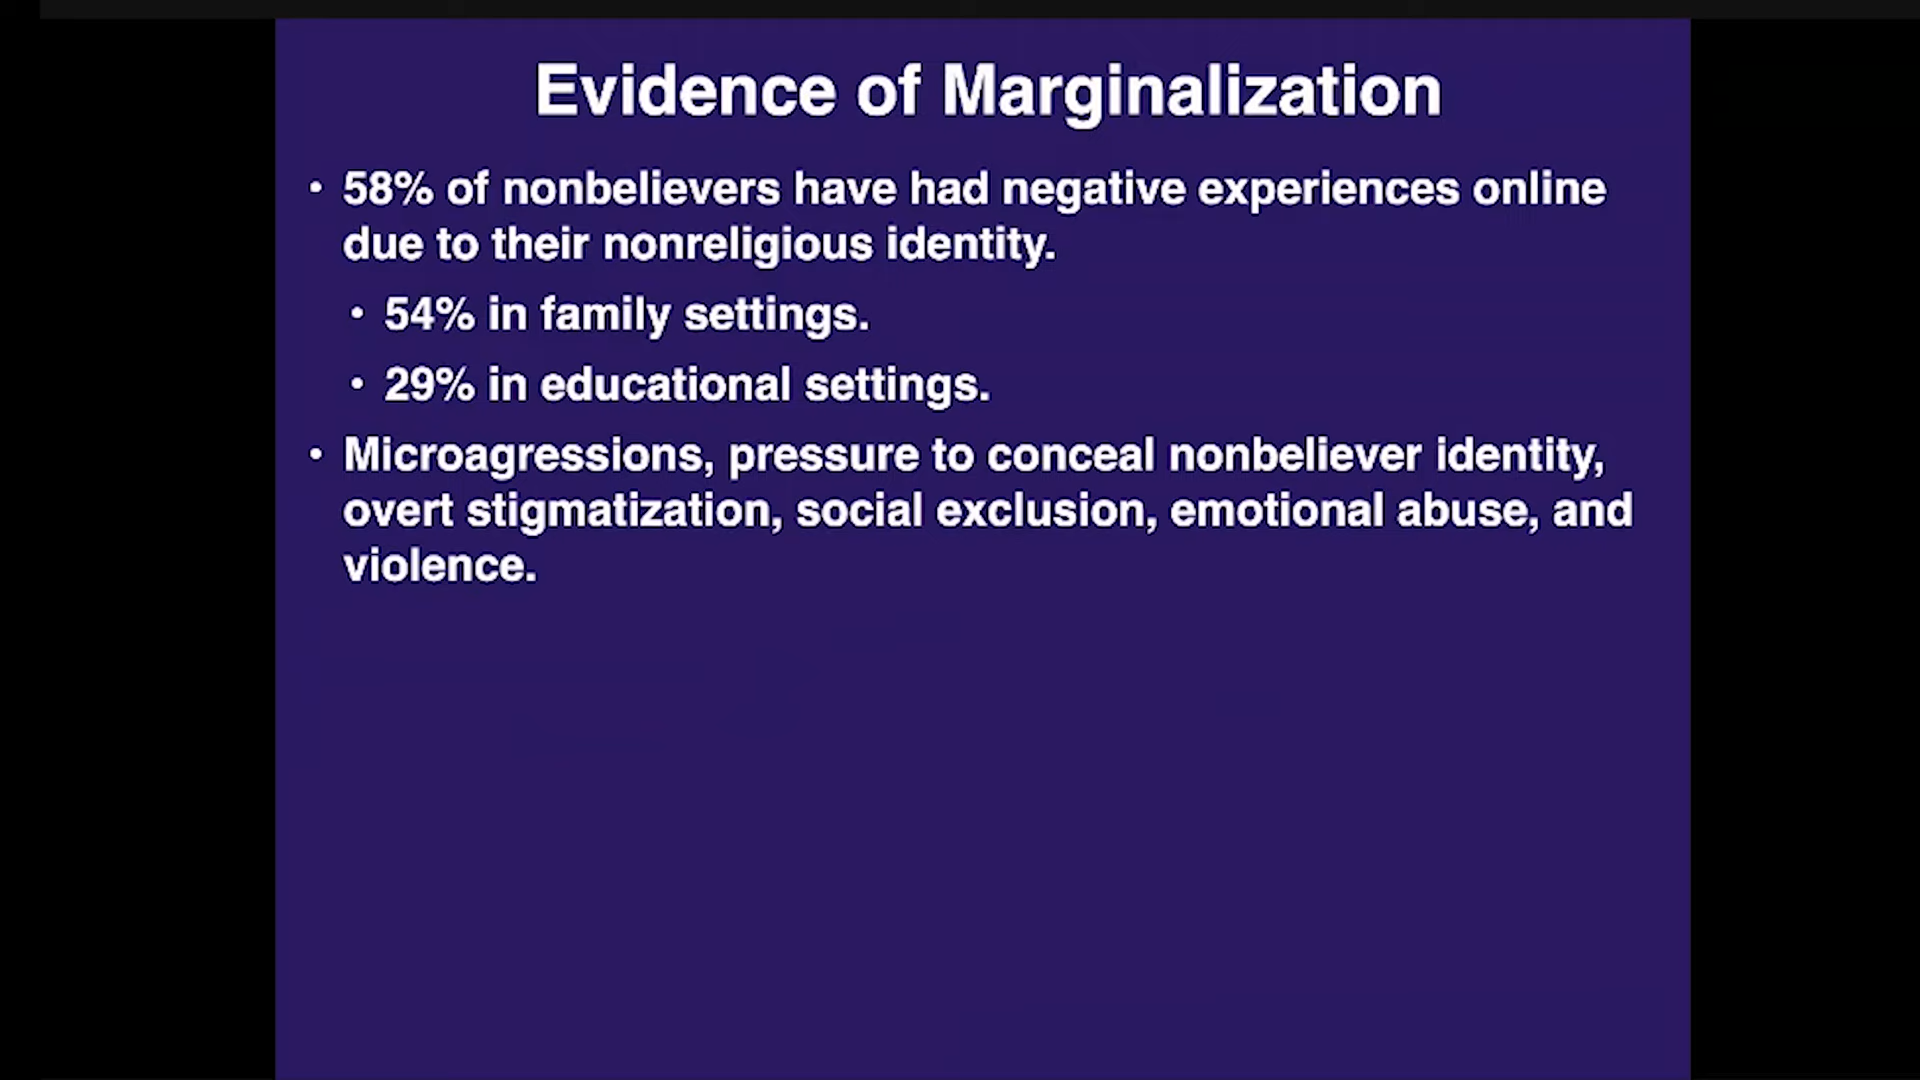 Evidence of Marginalization
• 58% of nonbelievers have had negative experiences online
due to their nonreligious identity.
• 54% in family settings.
• 29% in educational settings.
• Microagressions, pressure to conceal nonbeliever identity,
overt stigmatization, social exclusion, emotional abuse, and
violence.